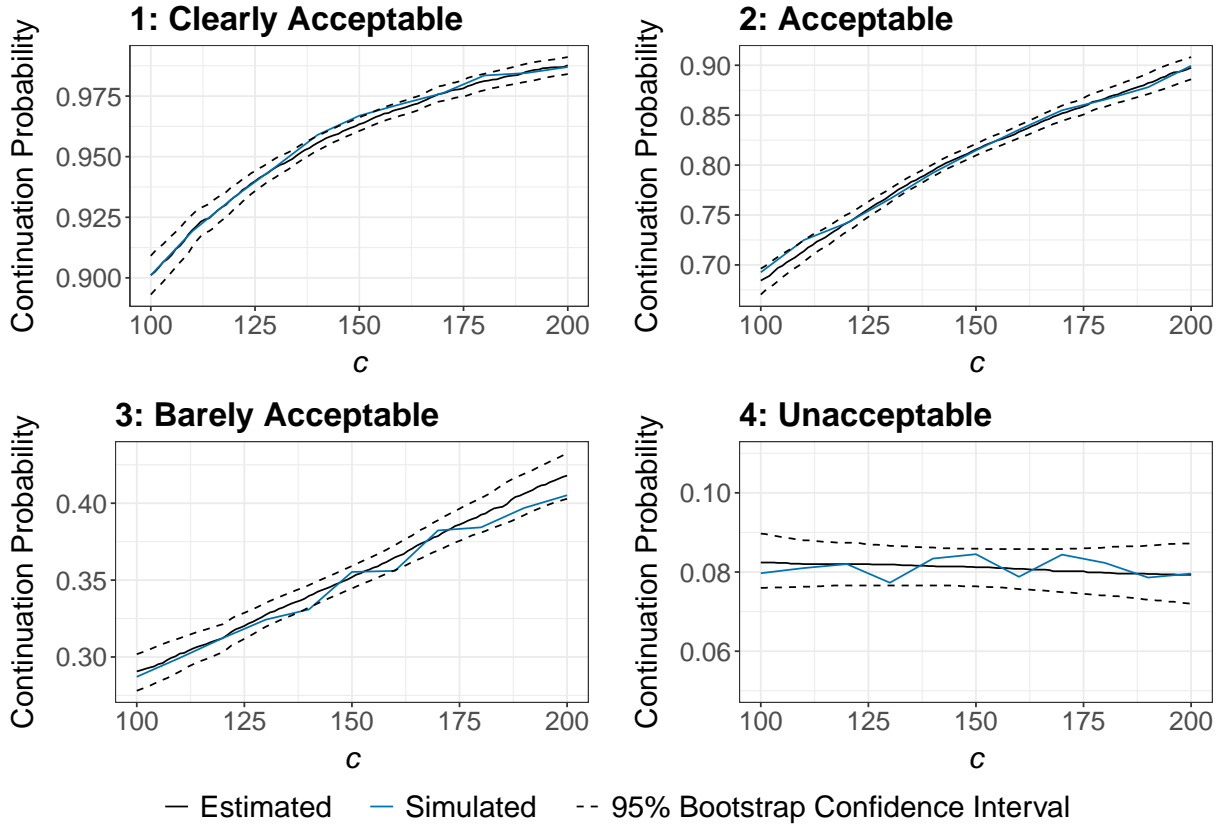 1: Clearly Acceptable
Continuation Probability
0.975
0.950
0.925
0.900
100 125 150 175 200
c
2: Acceptable
Continuation Probability
0.90
0.85
0.80
0.75
0.70
100 125 150 175 200
c
3: Barely Acceptable
Continuation Probability
0.40
0.35
0.30
100 125 150 175 200
c
4: Unacceptable
Continuation Probability
0.10
0.08
0.06
100 125 150 175 200
c
Estimated Simulated 95% Bootstrap Confidence Interval